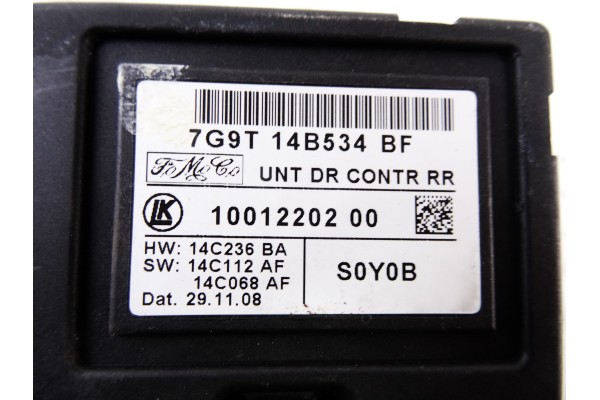 7G9T 14B534 BF
FoMoCo UNT DR CONTR RR
LK 10012202 00
HW: 14C236 BA
SW: 14C112 AF
14C068 AF
S0Y0B
Dat. 29.11.08